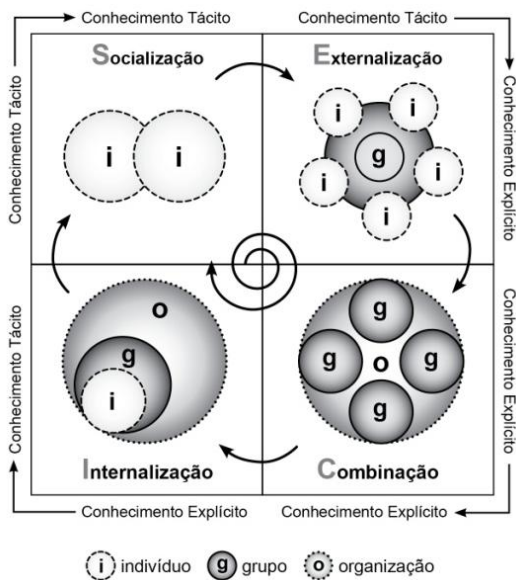 Conhecimento Tácito
Conhecimento Tácito
Conhecimento Tácito
Socialização
i
i
Externalização
i
i
i
i
i
g
Conhecimento Explícito
Conhecimento Tácito
o
g
i
Internalização
g
g
o
g
g
Combinação
Conhecimento Explícito
Conhecimento Explícito
Conhecimento Explícito
i indivíduo g grupo o organização